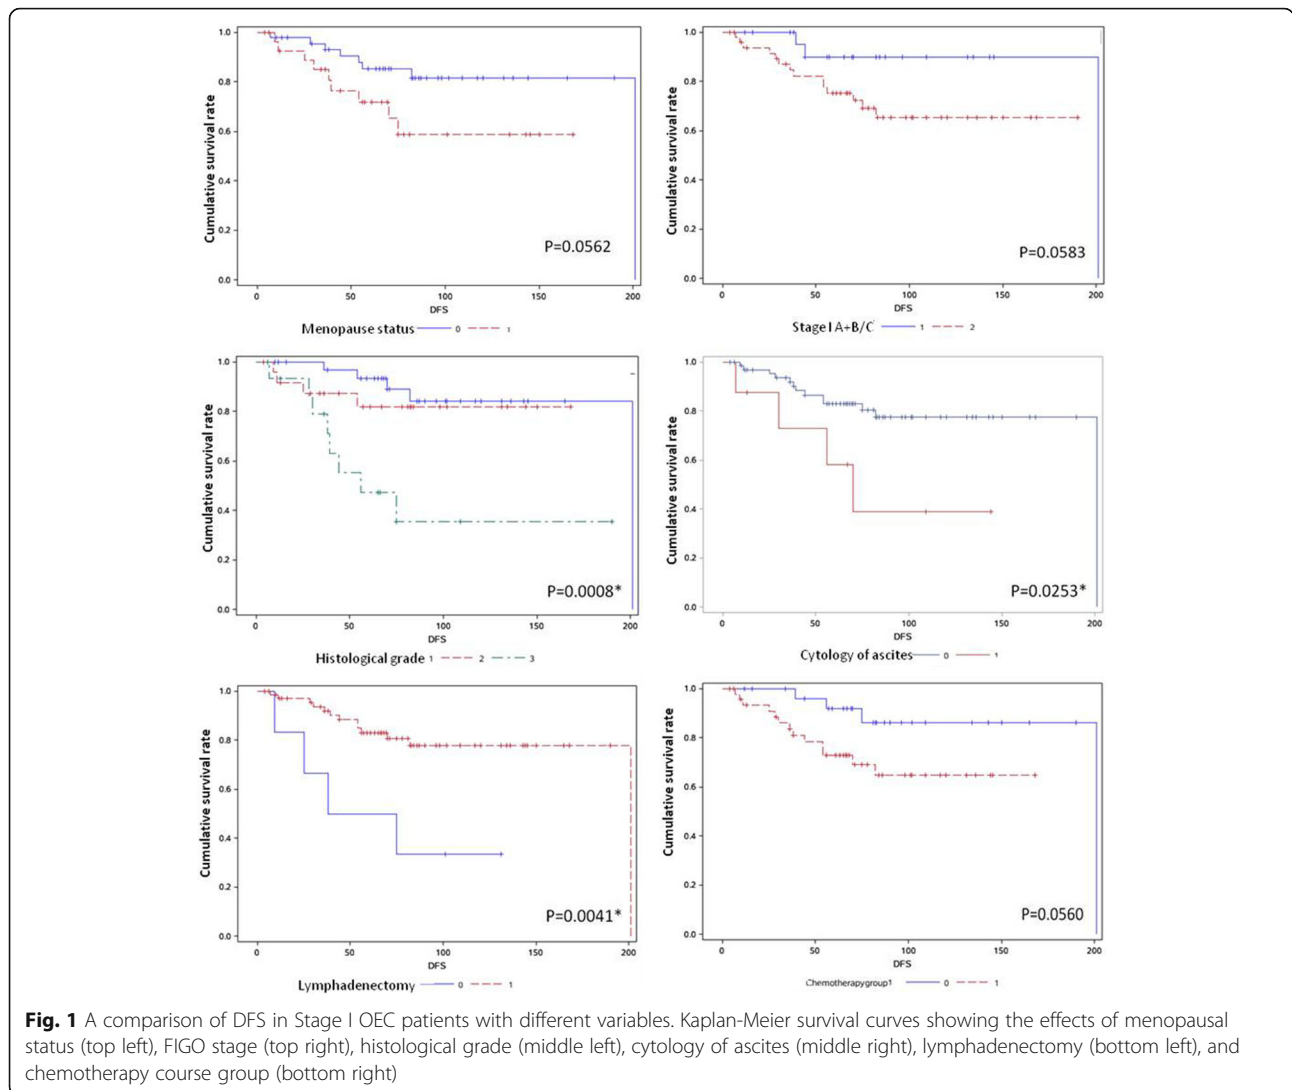 1.0
0.8
0.6
0.4
0.2
0.0
Cumulative survival rate
P=0.0562
0 50 100 150 200
DFS
Menopause status 0 1
1.0
0.8
0.6
0.4
0.2
0.0
Cumulative survival rate
P=0.0583
0 50 100 150 200
DFS
Stage I A+B/C 1 2
1.0
0.8
0.6
0.4
0.2
0.0
Cumulative survival rate
P=0.0008*
0 50 100 150 200
DFS
Histological grade 1 2 3
1.0
0.8
0.6
0.4
0.2
0.0
Cumulative survival rate
P=0.0253*
0 50 100 150 200
DFS
Cytology of ascites 0 1
1.0
0.8
0.6
0.4
0.2
0.0
Cumulative survival rate
P=0.0041*
0 50 100 150 200
DFS
Lymphadenectomy 0 1
1.0
0.8
0.6
0.4
0.2
0.0
Cumulative survival rate
P=0.0560
0 50 100 150 200
DFS
Chemotherapygroup1 0 1
Fig. 1 A comparison of DFS in Stage I OEC patients with different variables. Kaplan-Meier survival curves showing the effects of menopausal
status (top left), FIGO stage (top right), histological grade (middle left), cytology of ascites (middle right), lymphadenectomy (bottom left), and
chemotherapy course group (bottom right)